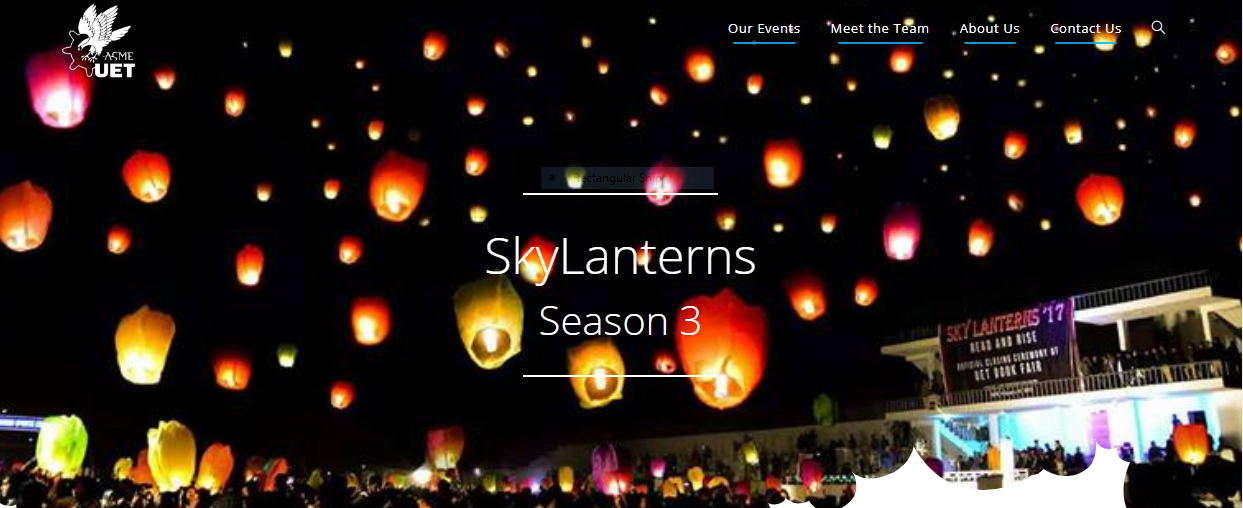 Our Events Meet the Team About Us Contact Us
ASME
UET
Rectangular Snip
SkyLanterns
Season 3
SKY LANTERNS '17
READ AND RISE
OFFICIAL CLOSING CEREMONY OF
UET BOOK FAIR